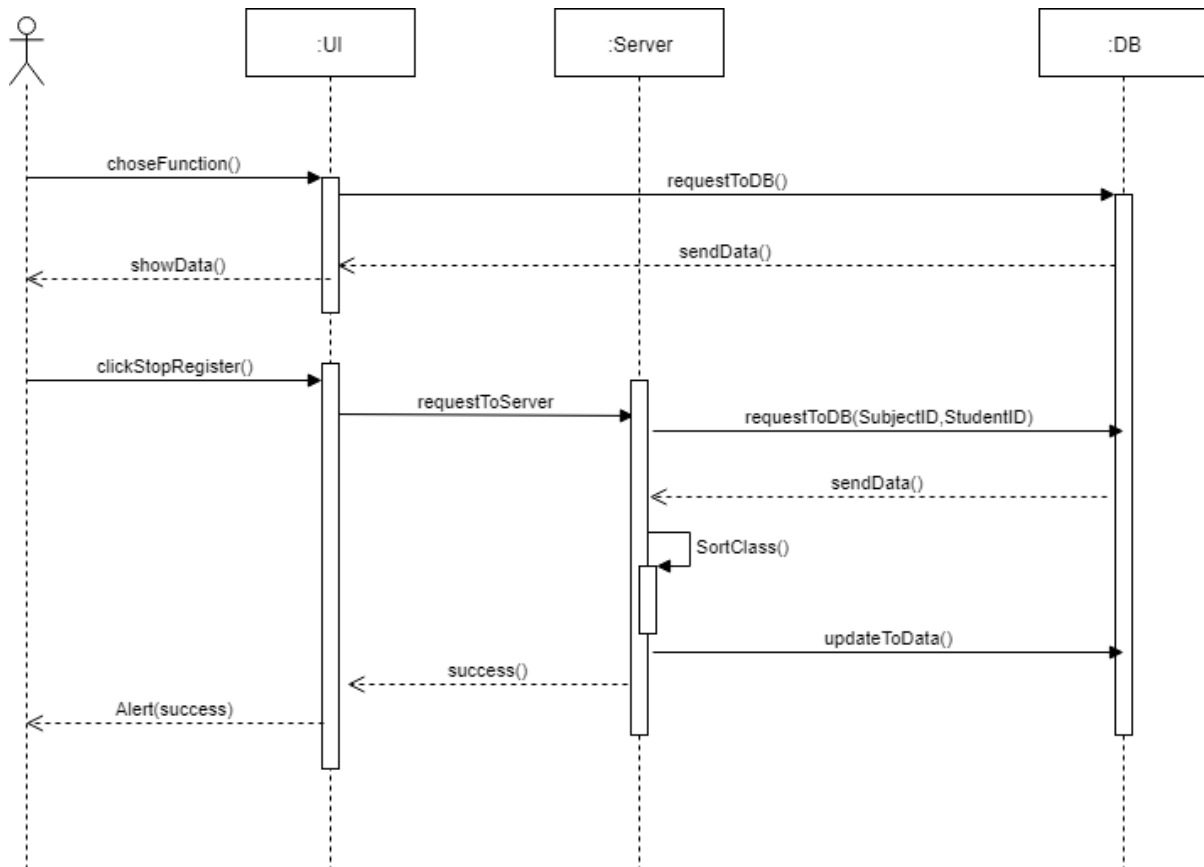 :UI
:Server
:DB
choseFunction()
requestToDB()
sendData()
showData()
clickStopRegister()
requestToServer
requestToDB(SubjectID,StudentID)
sendData()
SortClass()
updateToData()
success()
Alert(success)